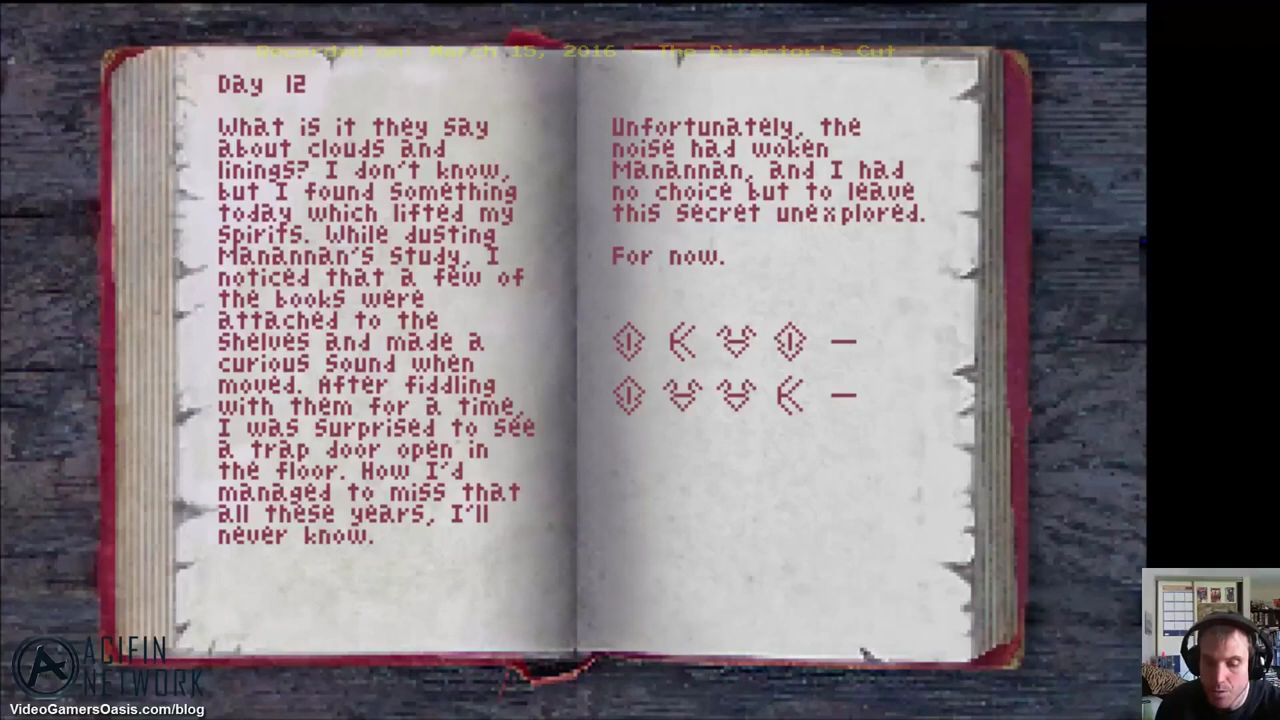 Recorded on: March 15, 2016 - The Director's Cut
Day 12
What is it they say
about clouds and
linings? I don't know,
but I found something
today which lifted my
spirits. While dusting
Manannan's study, I
noticed that a few of
the books were
attached to the
shelves and made a
curious sound when
moved. After fiddling
with them for a time,
I was surprised to see
a trap door open in
the floor. How I'd
managed to miss that
all these years, I'll
never know.
Unfortunately, the
noise had woken
Manannan, and I had
no choice but to leave
this secret unexplored.
For now.
ACIFIN
NETWORK
VideoGamersOasis.com/blog